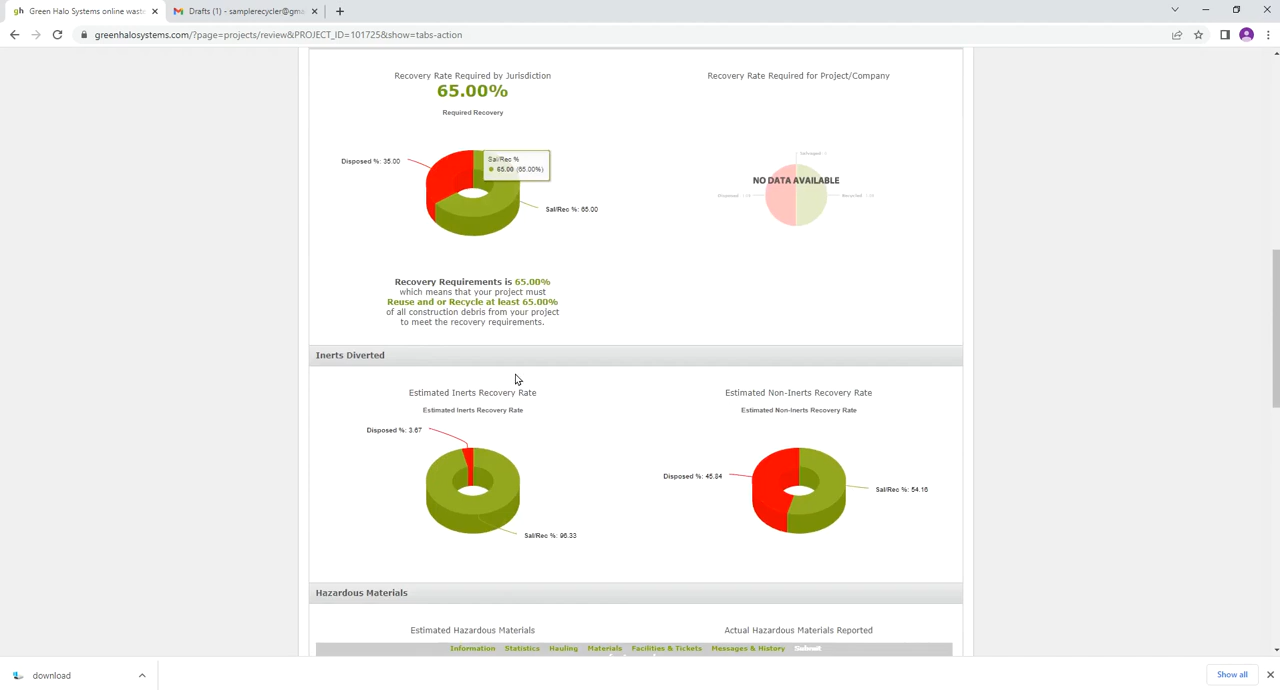 Green Halo Systems online waste
Drafts (1) - samplerecycler@gma
greenhalosystems.com/?page=projects/review&PROJECT_ID=101725&show=tabs-action
Recovery Rate Required by Jurisdiction
65.00%
Required Recovery
Disposed %: 35.00
Sal/Rec %
65.00 (65.00%)
Sal/Rec %: 65.00
Recovery Requirements is 65.00%
which means that your project must
Reuse and or Recycle at least 65.00%
of all construction debris from your project
to meet the recovery requirements.
Recovery Rate Required for Project/Company
NO DATA AVAILABLE
Inerts Diverted
Estimated Inerts Recovery Rate
Estimated Inerts Recovery Rate
Disposed %: 3.67
Sal/Rec %: 96.33
Estimated Non-Inerts Recovery Rate
Estimated Non-Inerts Recovery Rate
Disposed %: 45.84
Sal/Rec %: 54.16
Hazardous Materials
Estimated Hazardous Materials
Actual Hazardous Materials Reported
Information Statistics Hauling Materials Facilities & Tickets Messages & History Submit
download
Show all